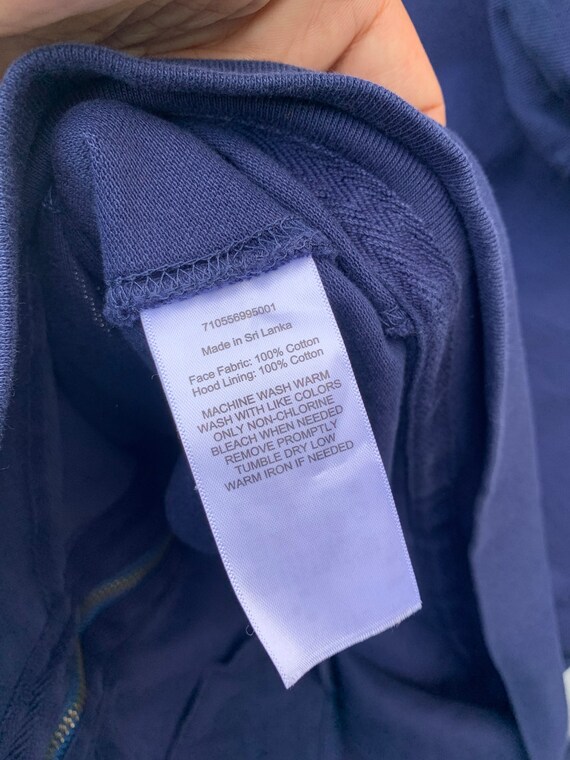 710556995001
Made in Sri Lanka
Face Fabric: 100% Cotton
Hood Lining: 100% Cotton
MACHINE WASH WARM
WASH WITH LIKE COLORS
ONLY NON-CHLORINE
BLEACH WHEN NEEDED
REMOVE PROMPTLY
TUMBLE DRY LOW
WARM IRON IF NEEDED